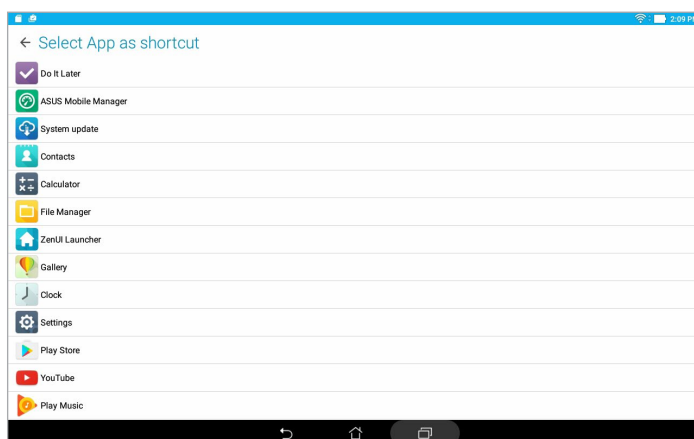 2:09 PM
Select App as shortcut
Do It Later
ASUS Mobile Manager
System update
Contacts
Calculator
File Manager
ZenUI Launcher
Gallery
Clock
Settings
Play Store
YouTube
Play Music